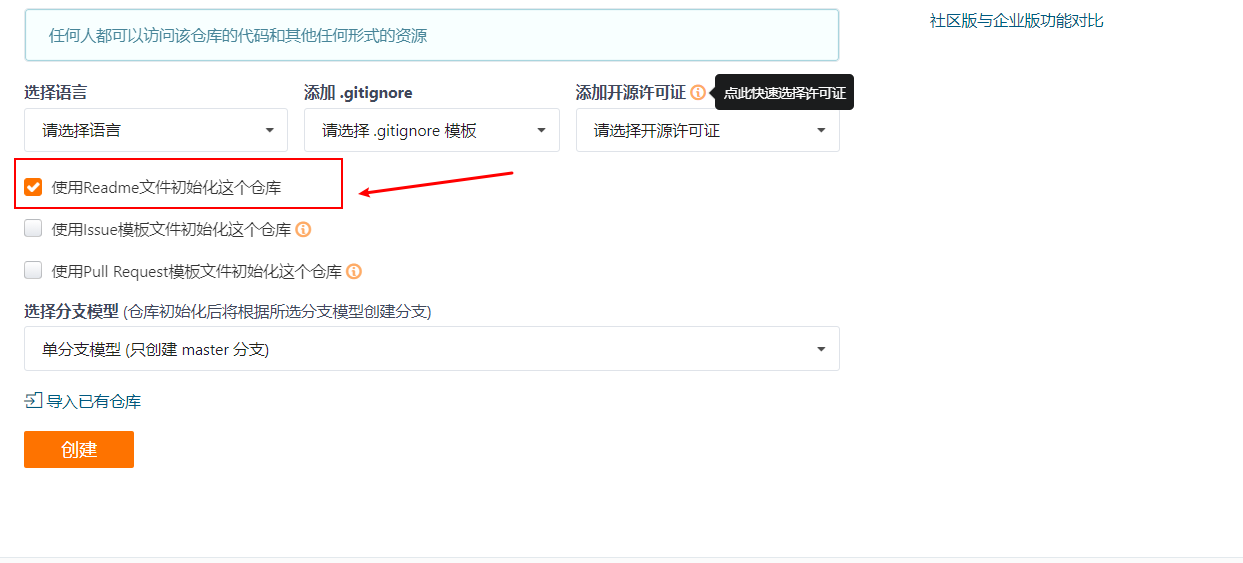 任何人都可以访问该仓库的代码和其他任何形式的资源
社区版与企业版功能对比
选择语言
添加 .gitignore
添加开源许可证
点此快速选择许可证
请选择语言
请选择 .gitignore 模板
请选择开源许可证
使用Readme文件初始化这个仓库
使用Issue模板文件初始化这个仓库
使用Pull Request模板文件初始化这个仓库
选择分支模型 (仓库初始化后将根据所选分支模型创建分支)
单分支模型 (只创建 master 分支)
导入已有仓库
创建